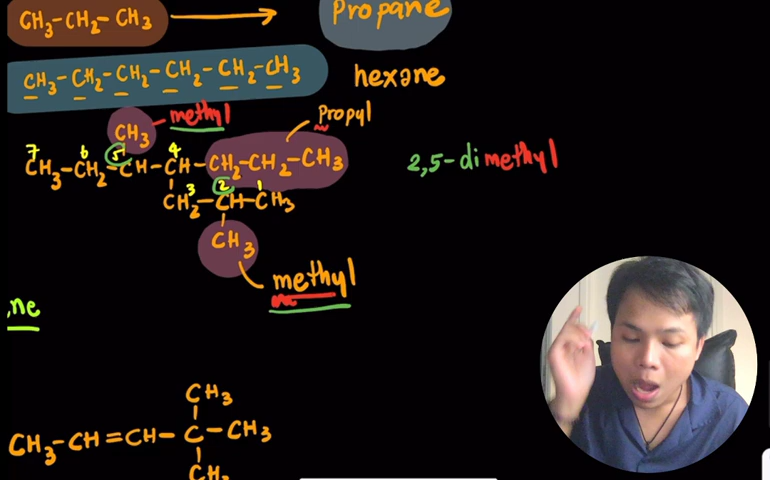 CH₃-CH₂-CH₃ → Propane
CH₃-CH₂-CH₂-CH₂-CH₂-CH₃ hexane
CH₃ methyl Propyl
7 6 5 4
CH₃-CH₂-CH-CH-CH₂-CH₂-CH₃ 2,5-dimethyl
3 2 1
CH₂-CH-CH₃
CH₃
methyl
me
ne
CH₃
CH₃-CH=CH-C-CH₃